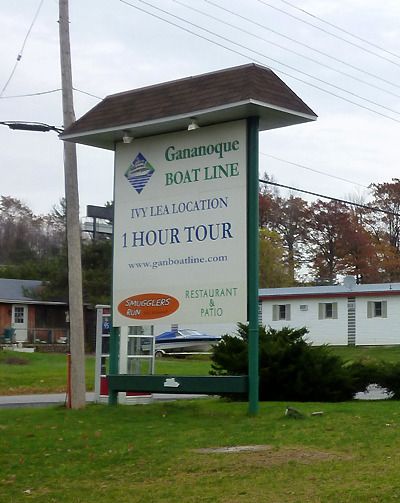 Gananoque
BOAT LINE
IVY LEA LOCATION
1 HOUR TOUR
www.ganboatline.com
SMUGGLERS
RUN
RESTAURANT
&
PATIO